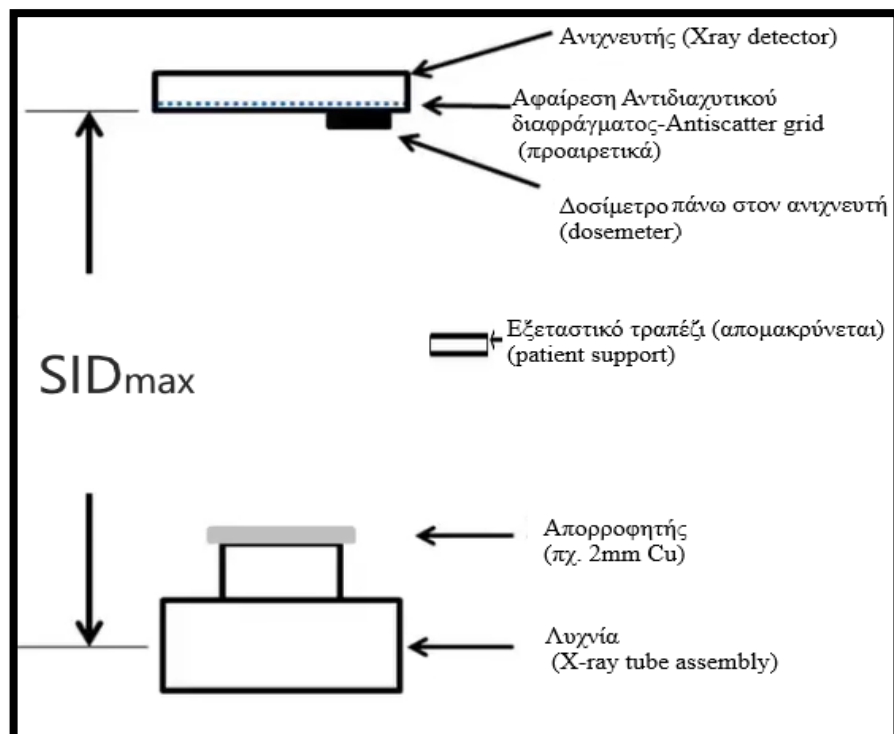 Ανιχνευτής (Xray detector)
Αφαίρεση Αντιδιαχυτικού
διαφράγματος-Antiscatter grid
(προαιρετικά)
Δοσίμετρο πάνω στον ανιχνευτή
(dosemeter)
Εξεταστικό τραπέζι (απομακρύνεται)
(patient support)
SIDmax
Απορροφητής
(πχ. 2mm Cu)
Λυχνία
(X-ray tube assembly)